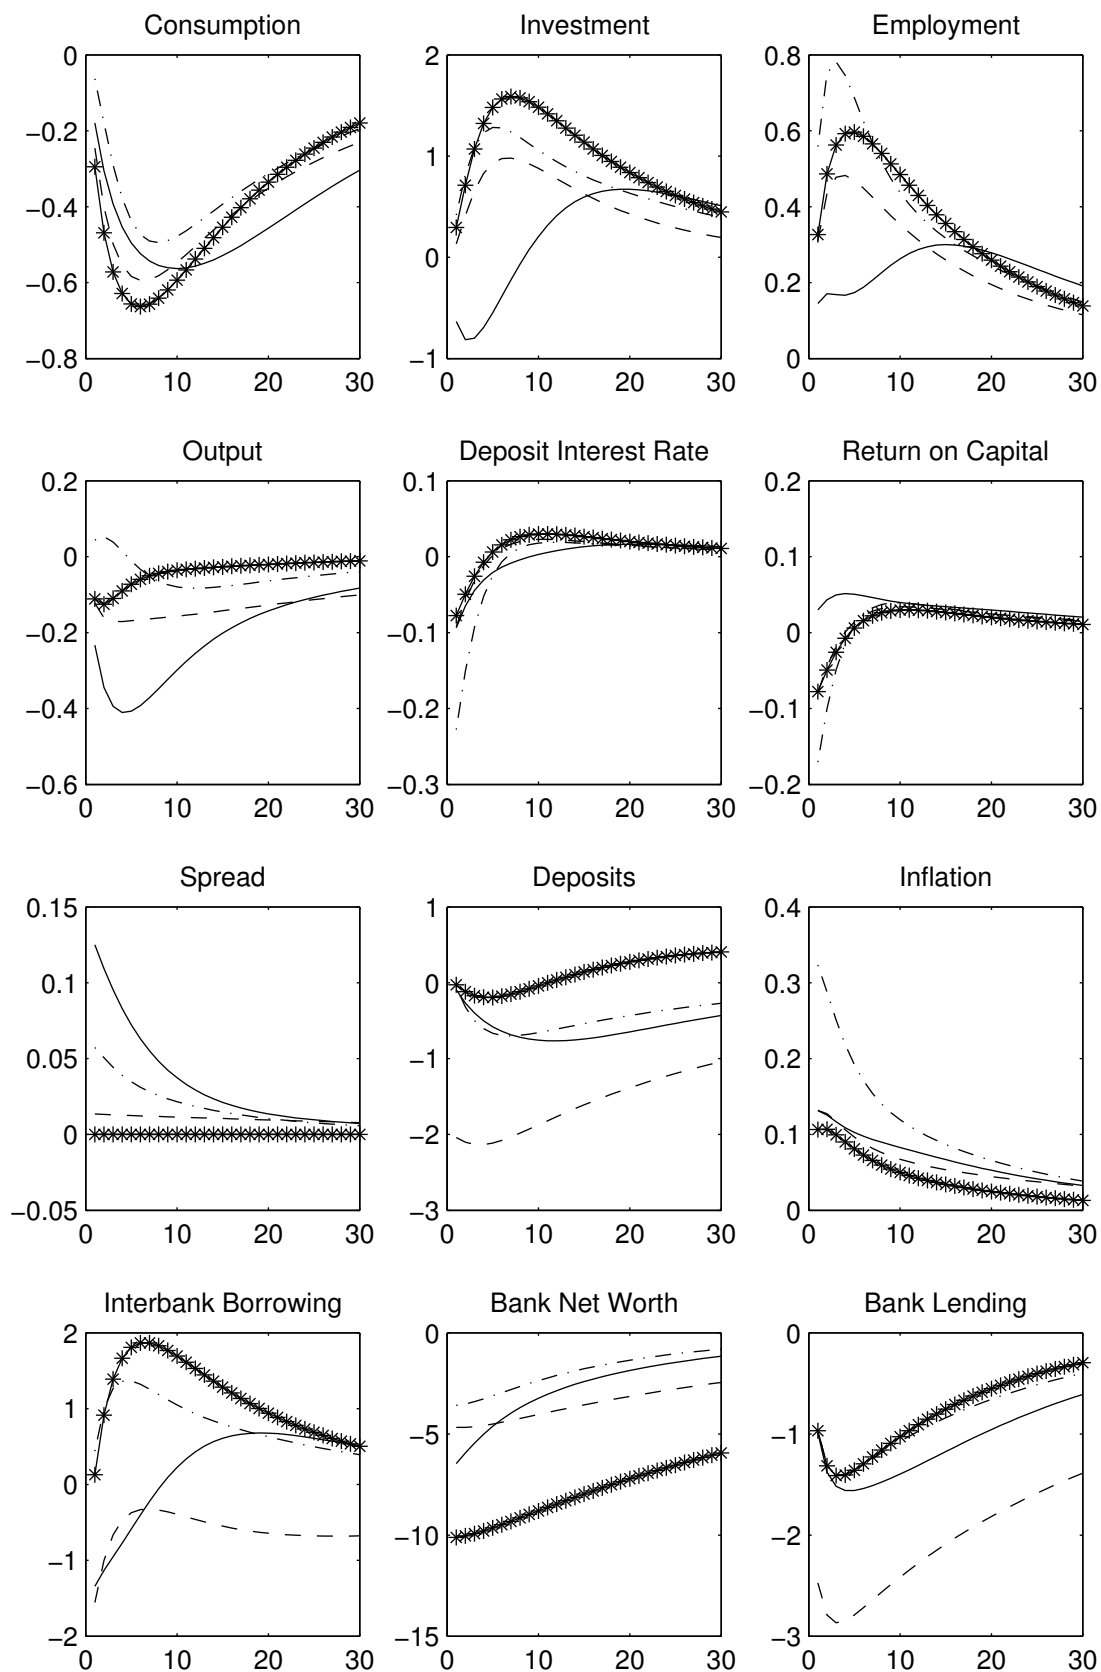 Consumption Investment Employment
0 2 0.8
−0.2 0.6
1
−0.4 0.4
0
−0.6 0.2
−0.8 −1 0
0 10 20 30 0 10 20 30 0 10 20 30
Output Deposit Interest Rate Return on Capital
0.2 0.1 0.2
0 0 0.1
−0.1 0
−0.2
−0.4 −0.2 −0.1
−0.6 −0.3 −0.2
0 10 20 30 0 10 20 30 0 10 20 30
Spread Deposits Inflation
0.15 1 0.4
0.1 0 0.3
0.05 −1 0.2
0 −2 0.1
−0.05 −3 0
0 10 20 30 0 10 20 30 0 10 20 30
Interbank Borrowing Bank Net Worth Bank Lending
2 0 0
1 −5 −1
0
−1 −10 −2
−2 −15 −3
0 10 20 30 0 10 20 30 0 10 20 30